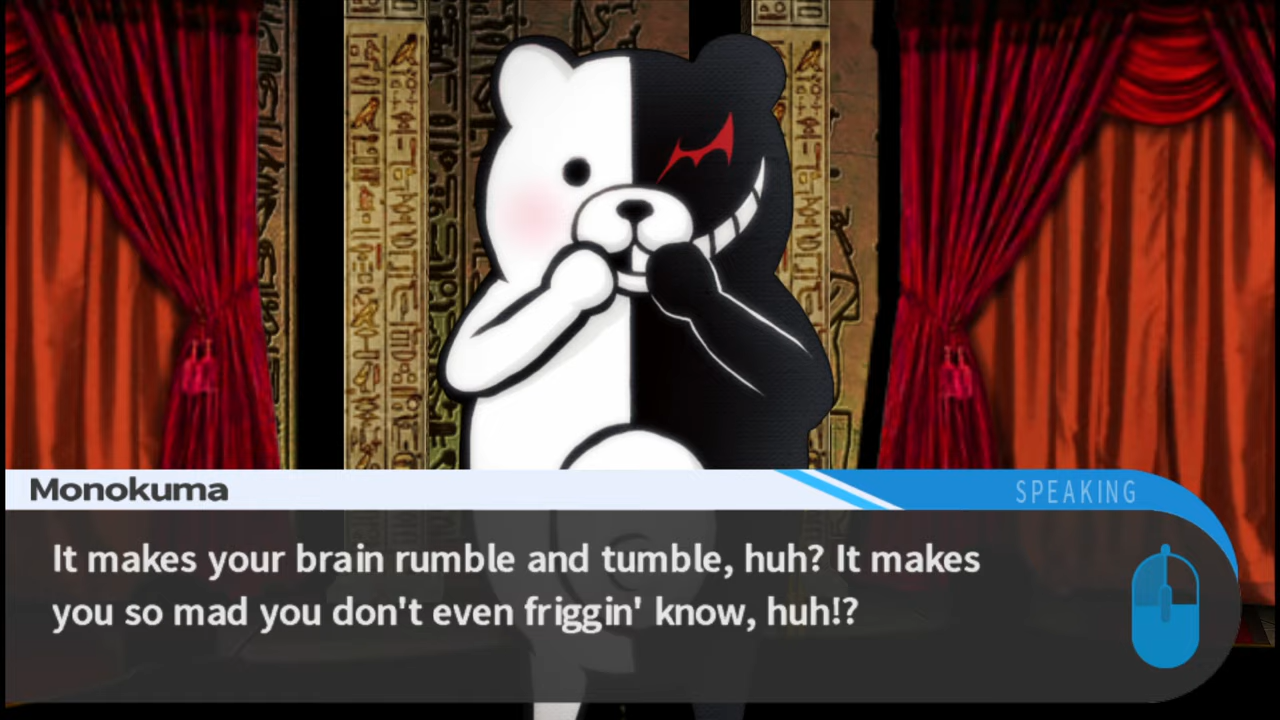 Monokuma
SPEAKING
It makes your brain rumble and tumble, huh? It makes
you so mad you don't even friggin' know, huh!?